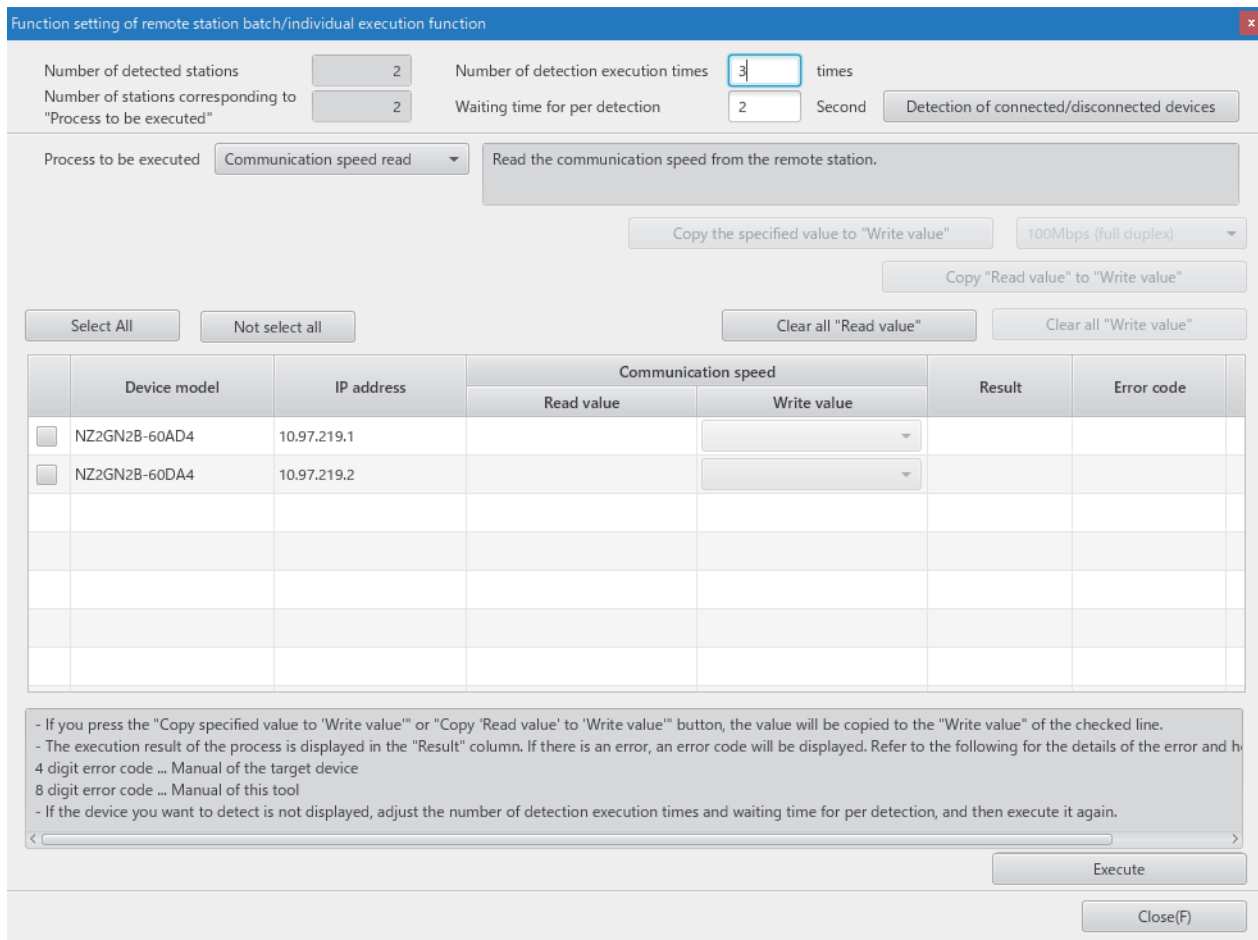 Function setting of remote station batch/individual execution function
x
Number of detected stations 2 Number of detection execution times 3 times
Number of stations corresponding to
"Process to be executed" 2 Waiting time for per detection 2 Second Detection of connected/disconnected devices
Process to be executed Communication speed read Read the communication speed from the remote station.
Copy the specified value to "Write value" 100Mbps (full duplex)
Copy "Read value" to "Write value"
Select All Not select all Clear all "Read value" Clear all "Write value"
Device model IP address Communication speed Result Error code
Read value Write value
NZ2GN2B-60AD4 10.97.219.1
NZ2GN2B-60DA4 10.97.219.2
- If you press the "Copy specified value to 'Write value'" or "Copy 'Read value' to 'Write value'" button, the value will be copied to the "Write value" of the checked line.
- The execution result of the process is displayed in the "Result" column. If there is an error, an error code will be displayed. Refer to the following for the details of the error and
4 digit error code ... Manual of the target device
8 digit error code ... Manual of this tool
- If the device you want to detect is not displayed, adjust the number of detection execution times and waiting time for per detection, and then execute it again.
Execute
Close(F)